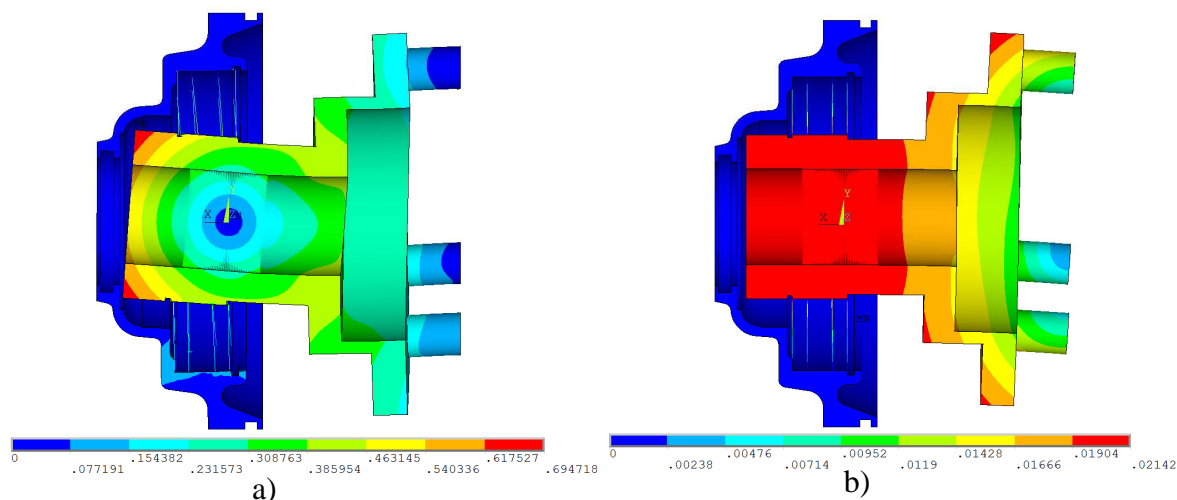 Y
X
Z
Y
X
Z
0 .154382 .308763 .463145 .617527
.0771191 .231573 .385954 .540336 .694718
0 .00476 .00952 .01428 .01904
.00238 .00714 .0119 .01666 .02142
a)
b)